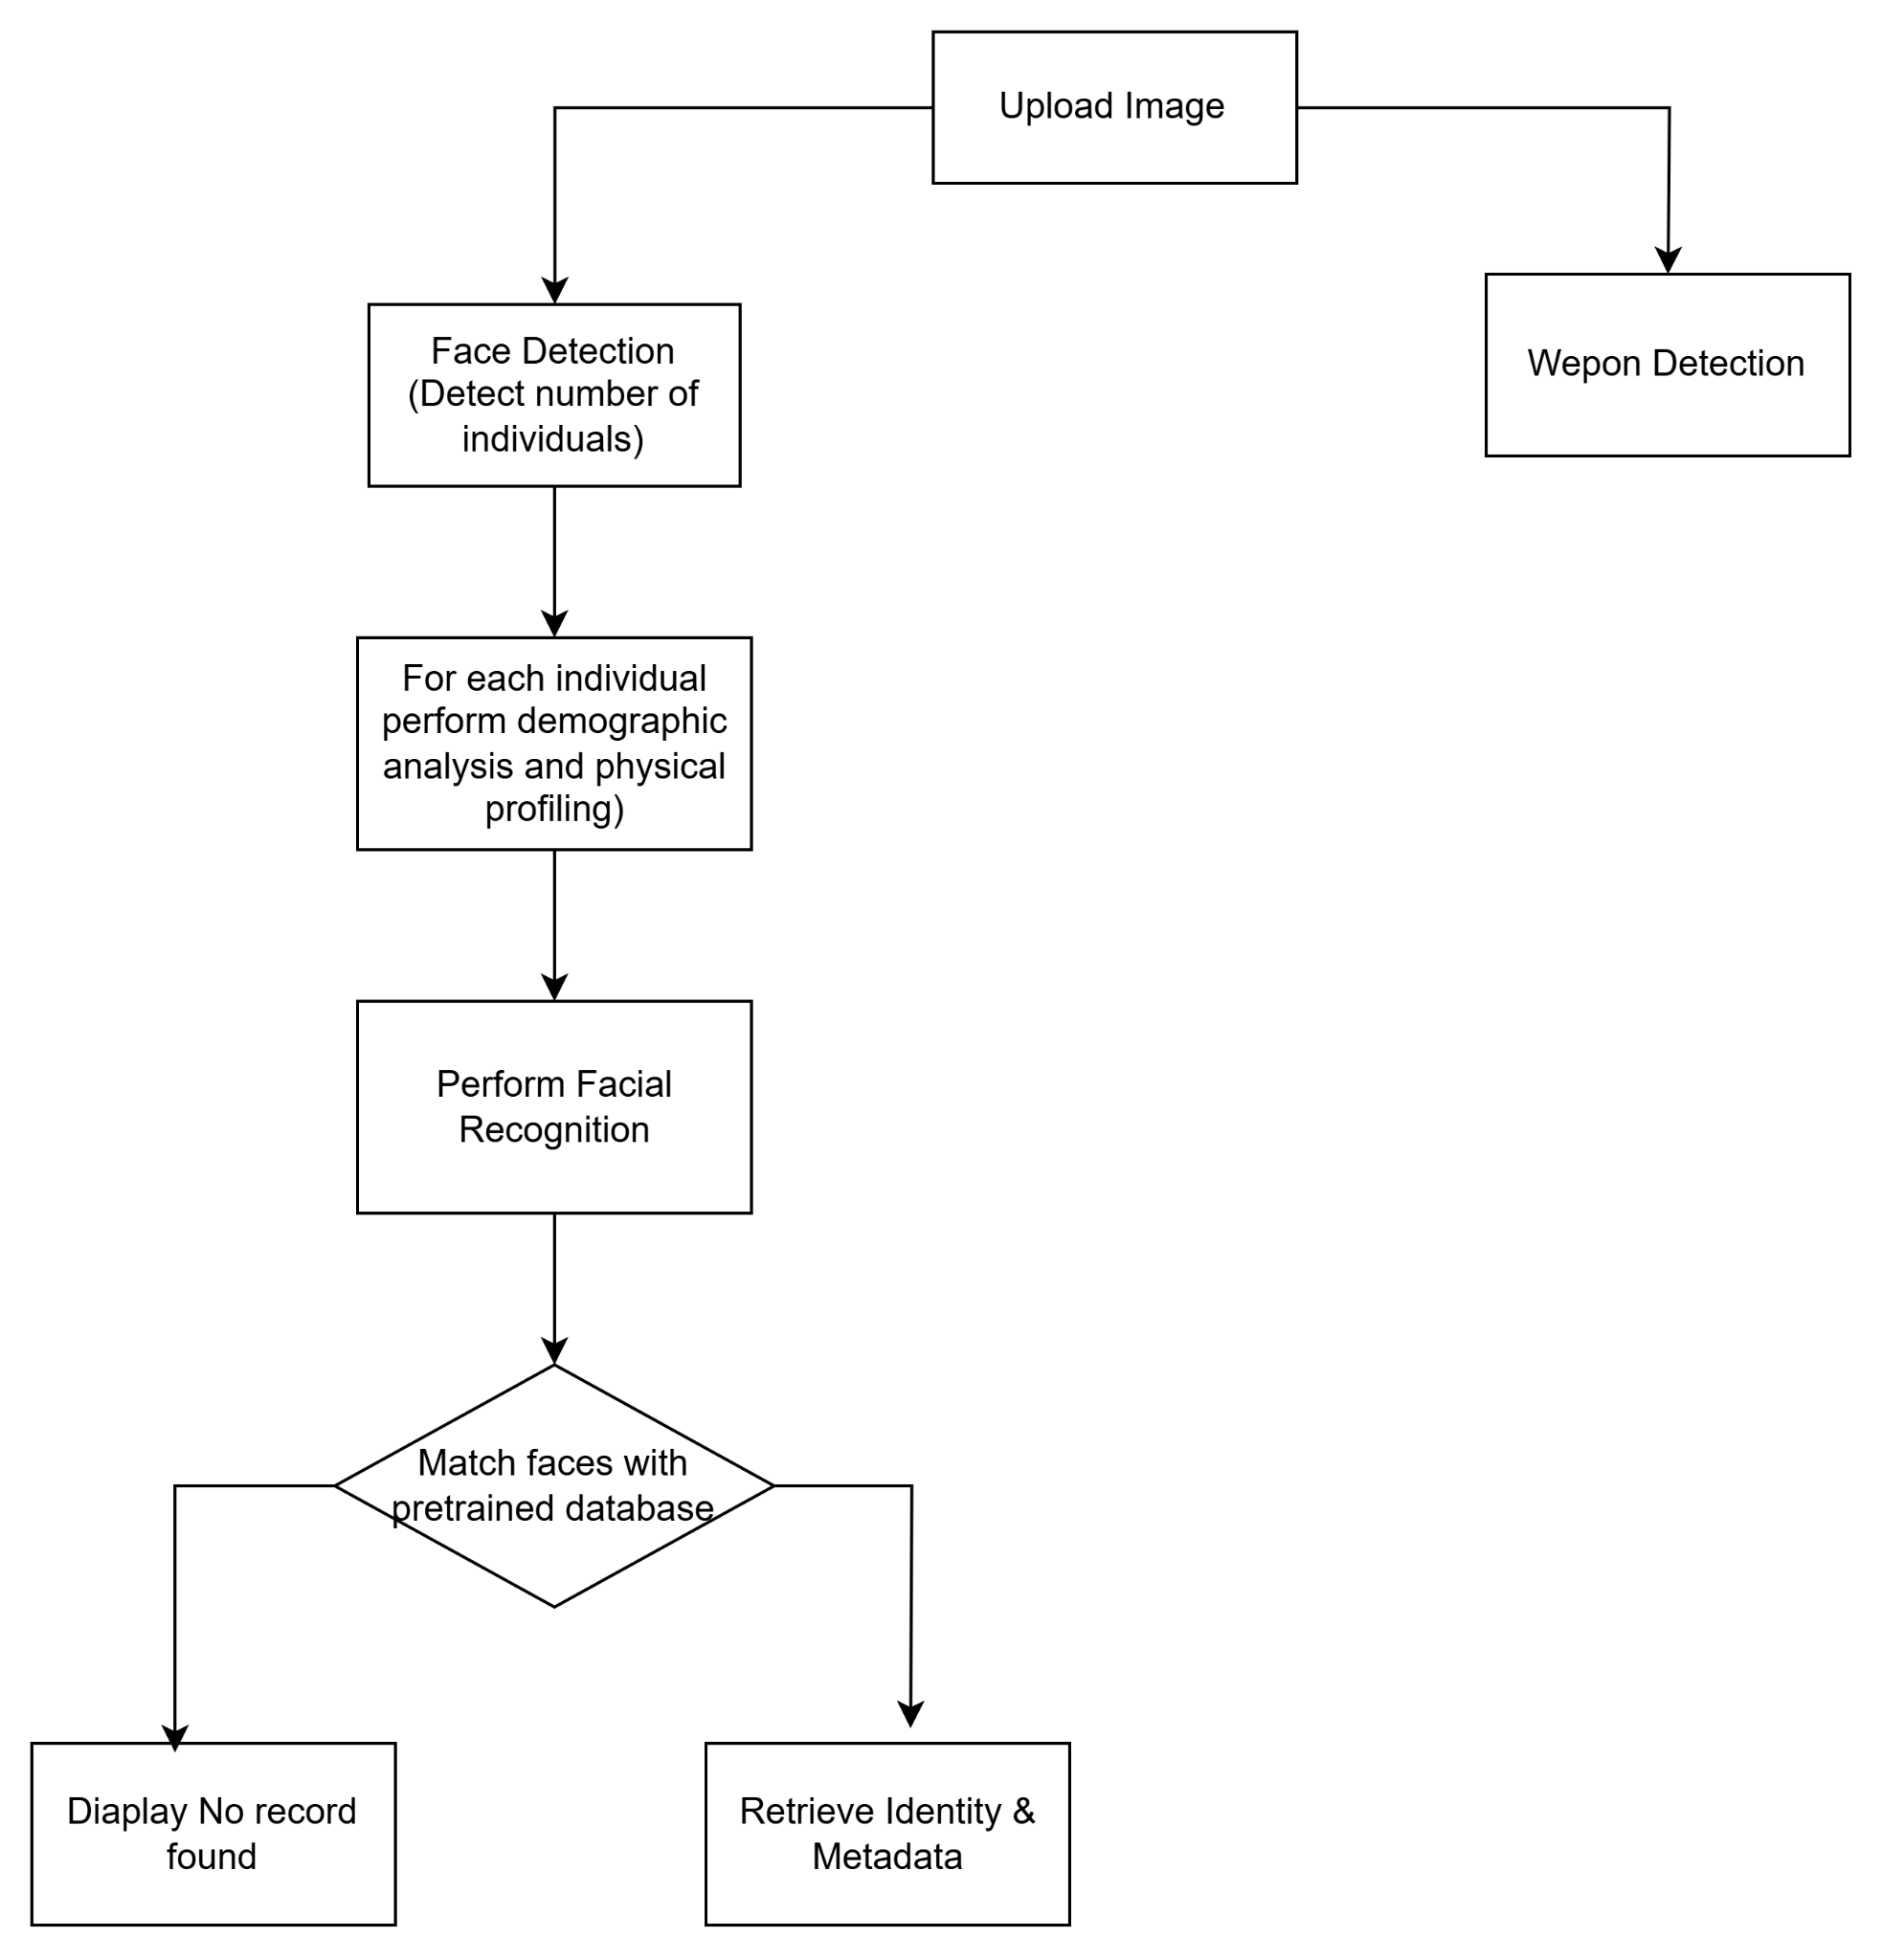 Upload Image
Face Detection
(Detect number of
individuals)
Wepon Detection
For each individual
perform demographic
analysis and physical
profiling)
Perform Facial
Recognition
Match faces with
pretrained database
Diaplay No record
found
Retrieve Identity &
Metadata